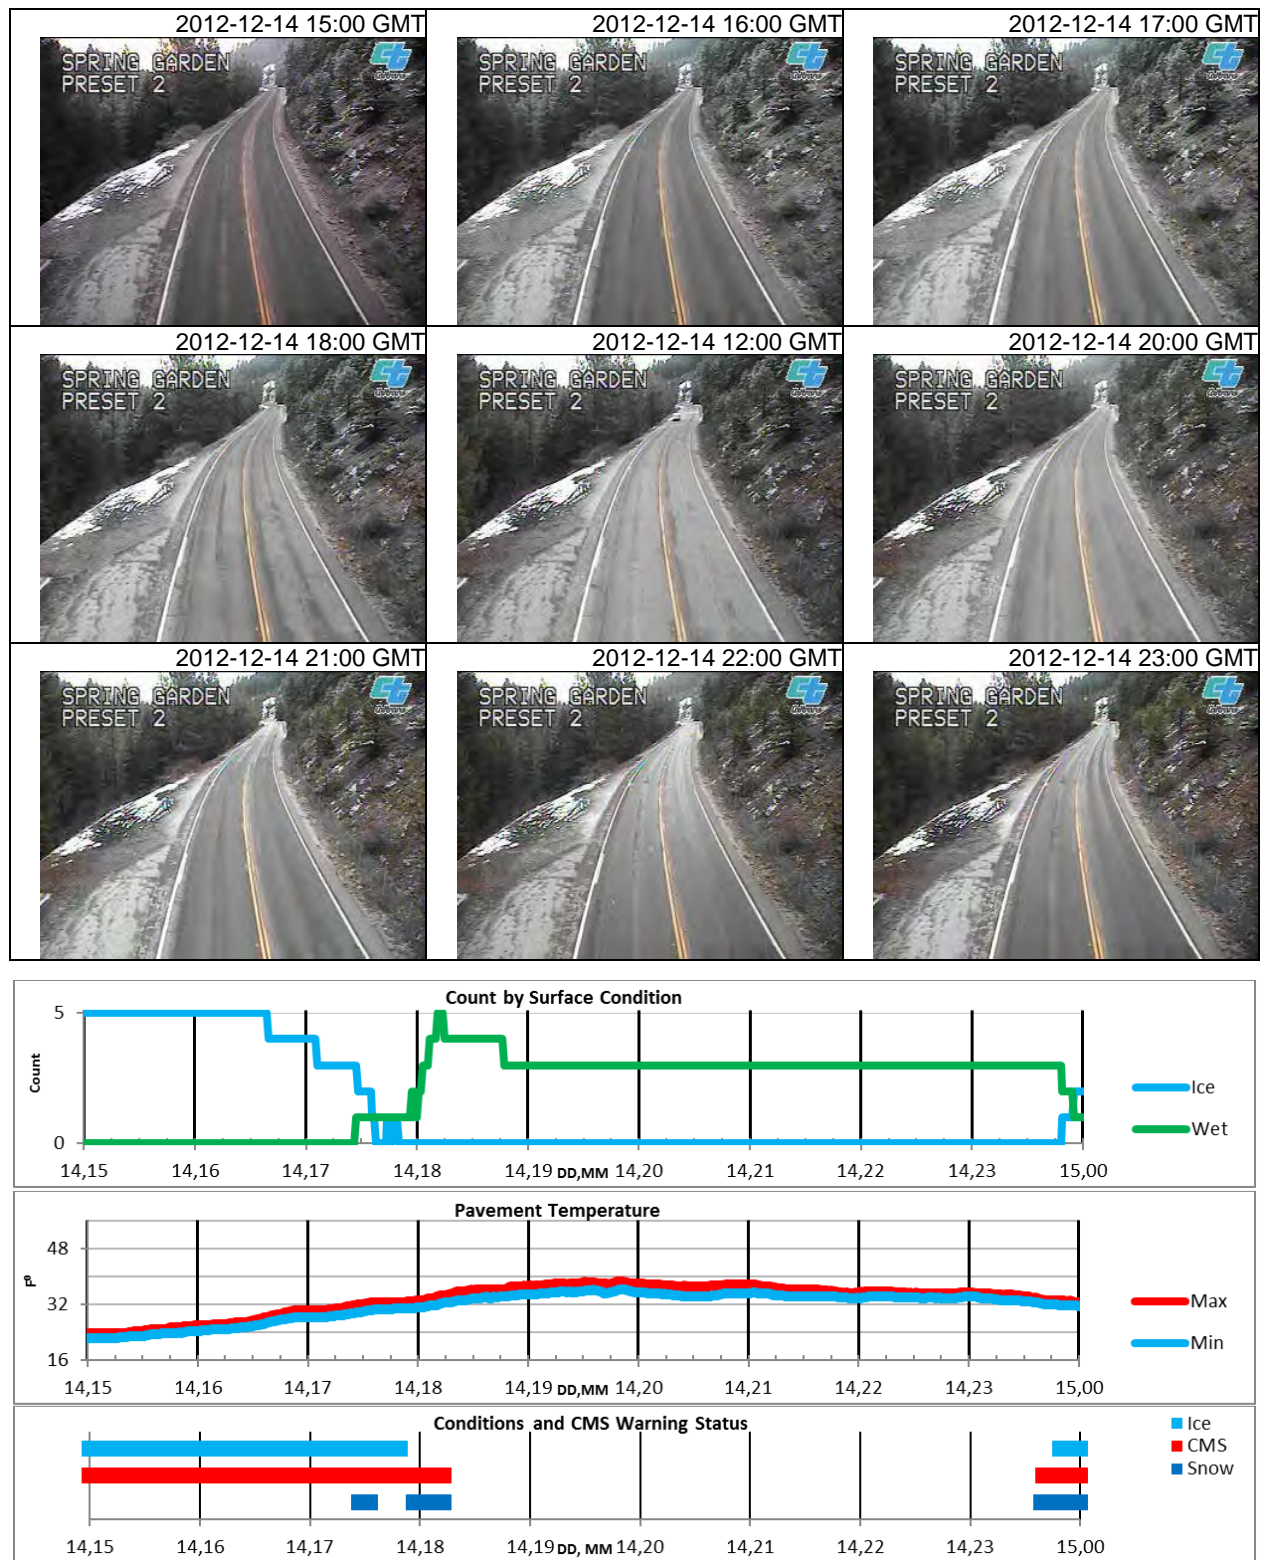 2012-12-14 15:00 GMT
SPRING GARDEN
PRESET 2
2012-12-14 16:00 GMT
SPRING GARDEN
PRESET 2
2012-12-14 17:00 GMT
SPRING GARDEN
PRESET 2
2012-12-14 18:00 GMT
SPRING GARDEN
PRESET 2
2012-12-14 12:00 GMT
SPRING GARDEN
PRESET 2
2012-12-14 20:00 GMT
SPRING GARDEN
PRESET 2
2012-12-14 21:00 GMT
SPRING GARDEN
PRESET 2
2012-12-14 22:00 GMT
SPRING GARDEN
PRESET 2
2012-12-14 23:00 GMT
SPRING GARDEN
PRESET 2
Count by Surface Condition
5
Count
0
Ice
Wet
14,15 14,16 14,17 14,18 14,19 DD,MM 14,20 14,21 14,22 14,23 15,00
Pavement Temperature
48
Fº
32
16
Max
Min
14,15 14,16 14,17 14,18 14,19 DD,MM 14,20 14,21 14,22 14,23 15,00
Conditions and CMS Warning Status
Ice
CMS
Snow
14,15 14,16 14,17 14,18 14,19 DD, MM 14,20 14,21 14,22 14,23 15,00